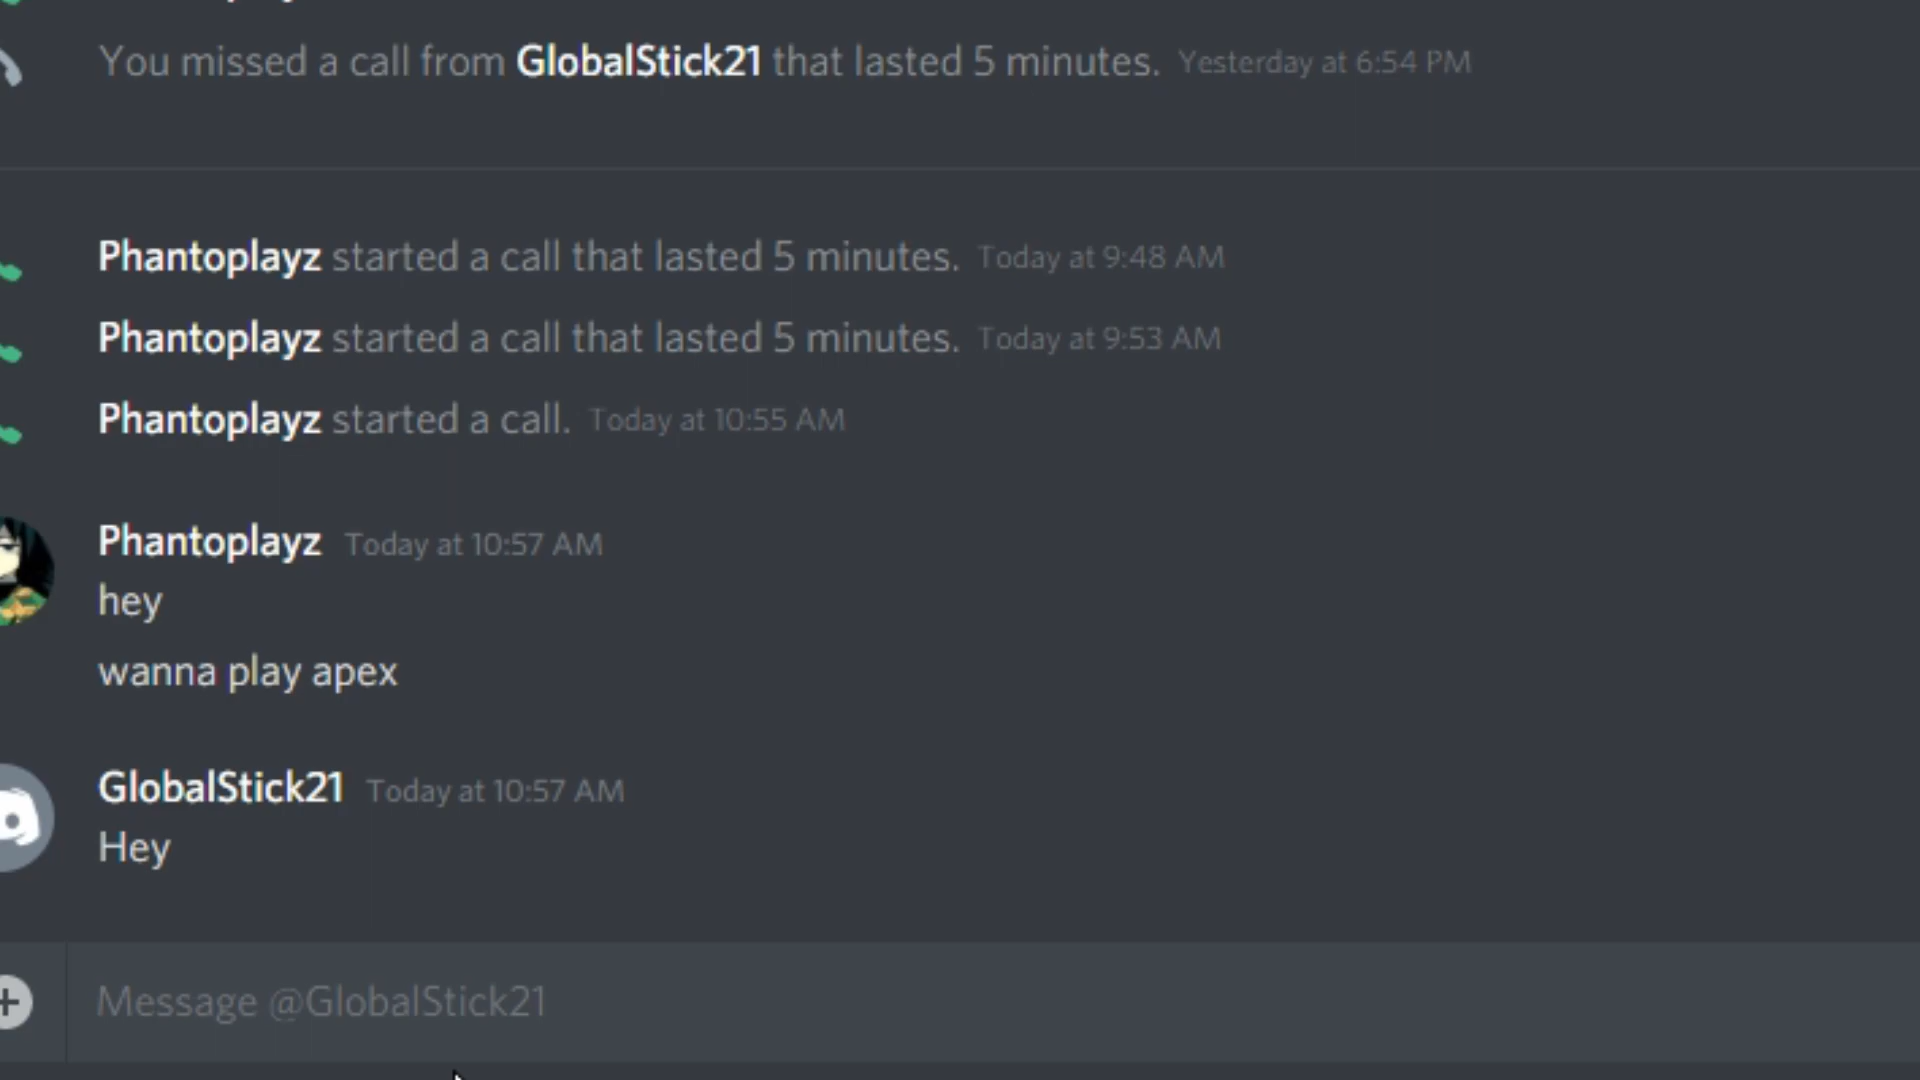 You missed a call from GlobalStick21 that lasted 5 minutes. Yesterday at 6:54 PM
Phantoplayz started a call that lasted 5 minutes. Today at 9:48 AM
Phantoplayz started a call that lasted 5 minutes. Today at 9:53 AM
Phantoplayz started a call. Today at 10:55 AM
Phantoplayz Today at 10:57 AM
hey
wanna play apex
GlobalStick21 Today at 10:57 AM
Hey
Message @GlobalStick21